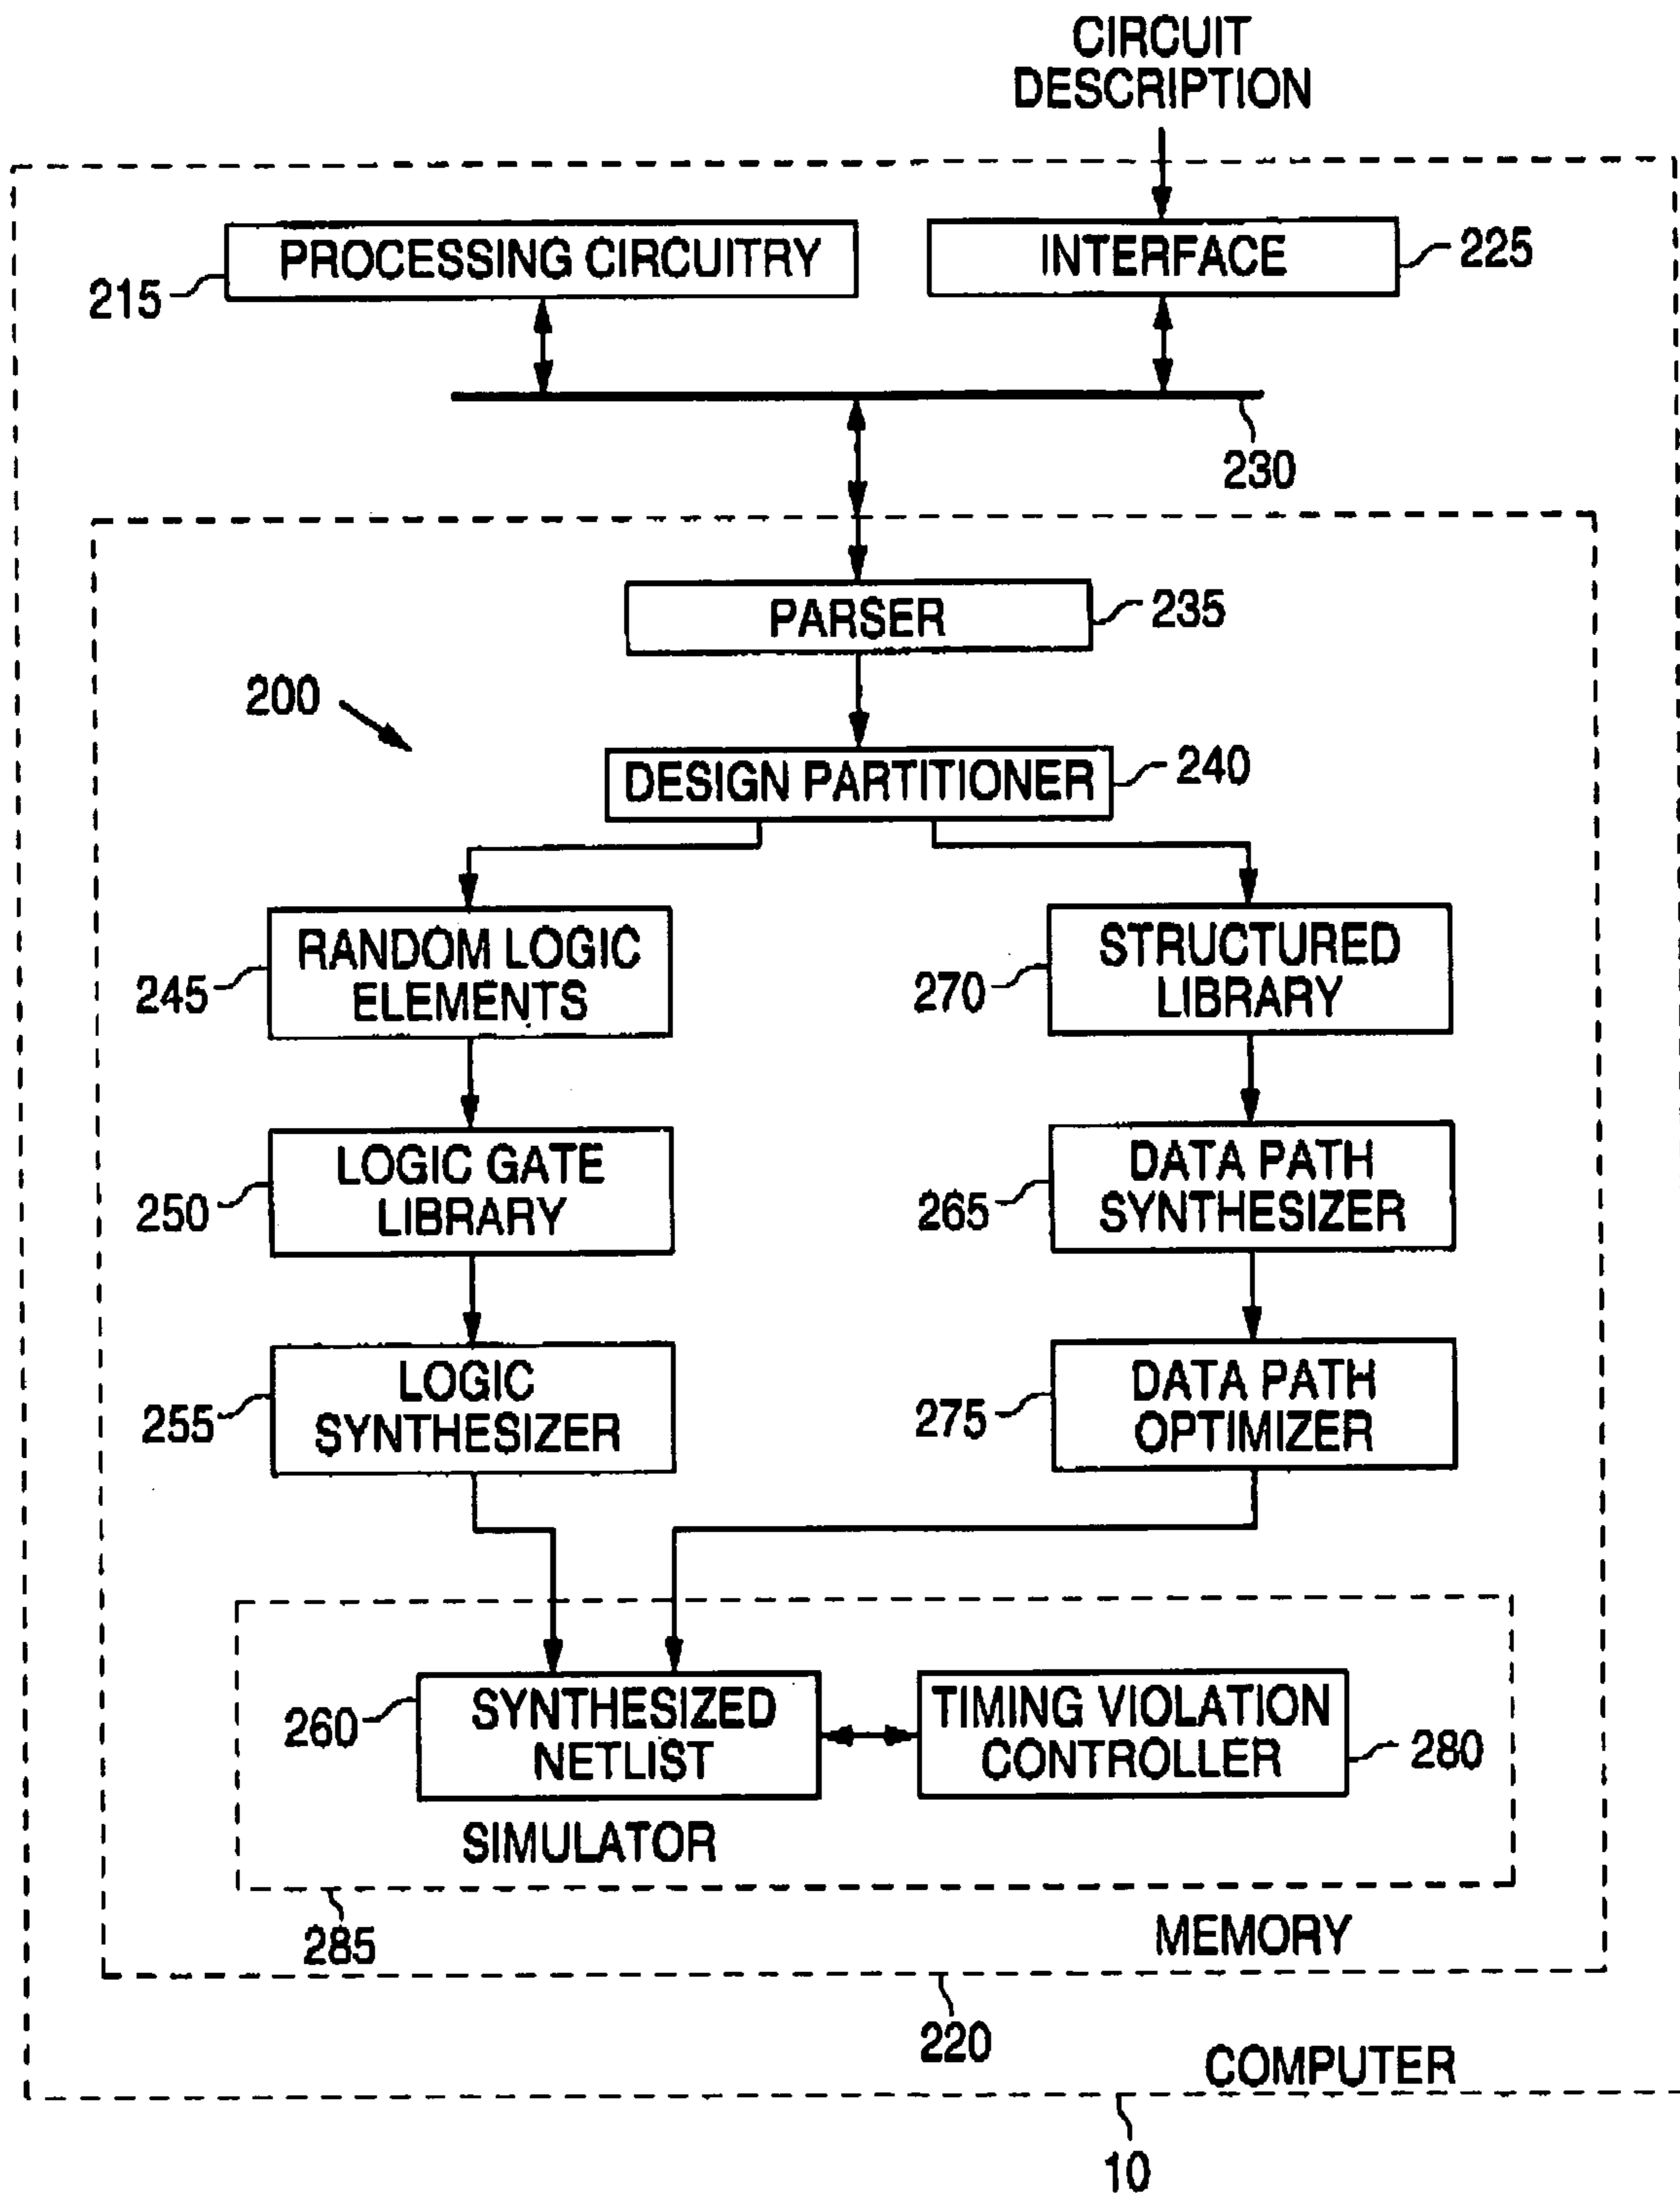 CIRCUIT
DESCRIPTION
PROCESSING CIRCUITRY
215
INTERFACE
225
230
PARSER
235
200
DESIGN PARTITIONER
240
RANDOM LOGIC
ELEMENTS
245
STRUCTURED
LIBRARY
270
LOGIC GATE
LIBRARY
250
DATA PATH
SYNTHESIZER
265
LOGIC
SYNTHESIZER
255
DATA PATH
OPTIMIZER
275
SYNTHESIZED
NETLIST
260
TIMING VIOLATION
CONTROLLER
280
SIMULATOR
285
MEMORY
220
COMPUTER
10